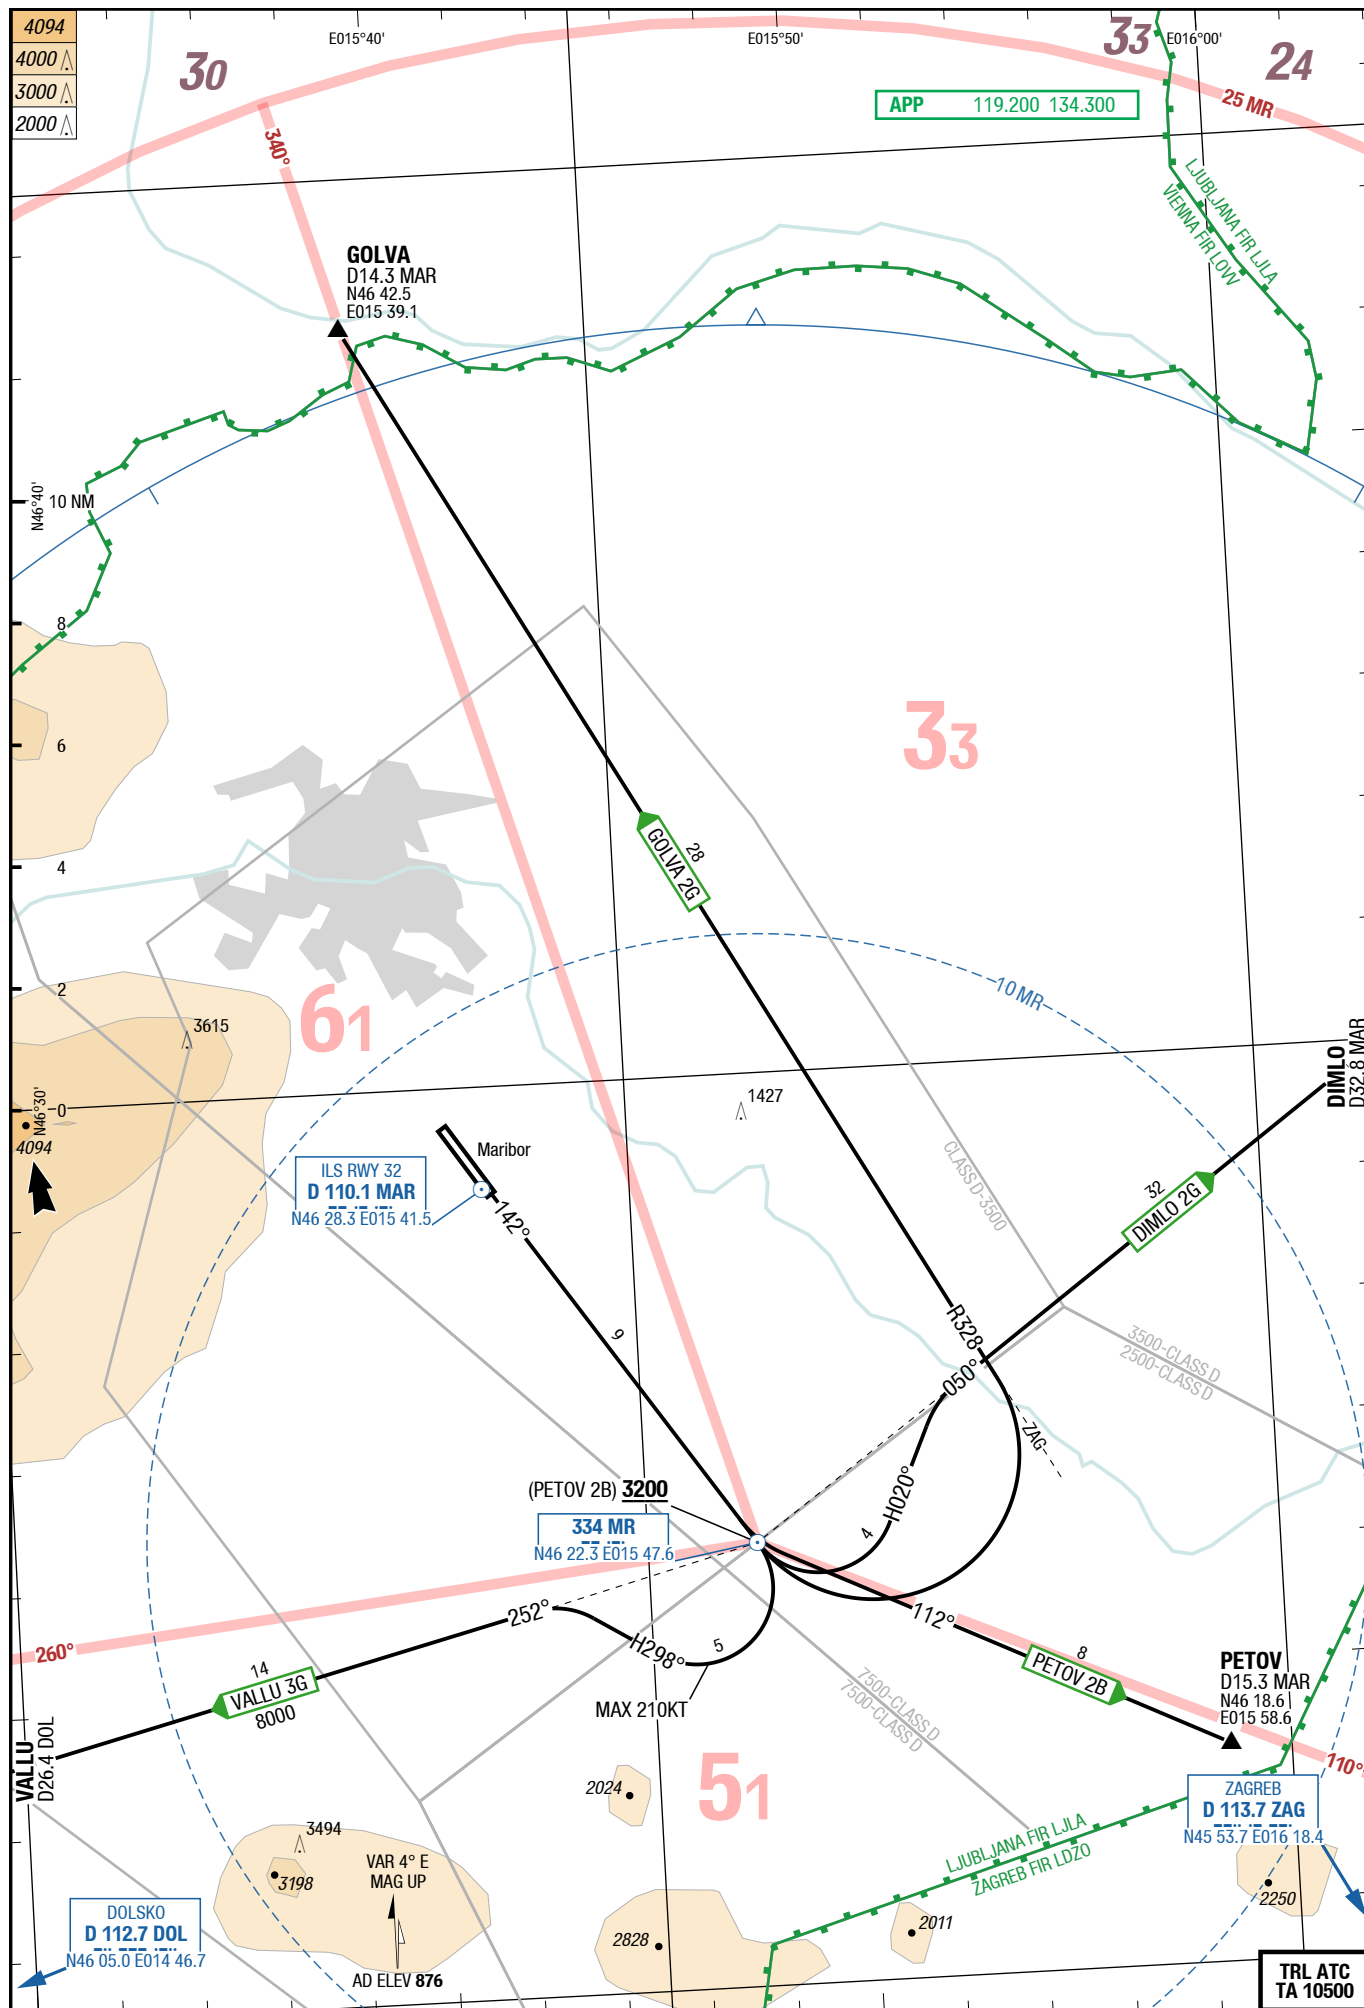 4094
4000
3000
2000
E015°40'
E015°50'
E016°00'
30
33
24
APP 119.200 134.300
25 MR
340°
LJUBLJANA FIR LJLA
VIENNA FIR LOW
GOLVA
D14.3 MAR
N46 42.5
E015 39.1
N46°40'
10 NM
8
6
4
2
0
N46°30'
33
28
GOLVA 2G
61
10 MR
3615
4094
1427
DIMLO
D32.8 MAR
Maribor
ILS RWY 32
D 110.1 MAR
N46 28.3 E015 41.5
142°
CLASS D-3500
32
DIMLO 2G
9
R328
050°
3500-CLASS D
2500-CLASS D
ZAG
H020°
4
(PETOV 2B) 3200
334 MR
N46 22.3 E015 47.6
252°
H298°
5
112°
260°
14
VALLU 3G
8000
MAX 210KT
8
PETOV 2B
PETOV
D15.3 MAR
N46 18.6
E015 58.6
7500-CLASS D
7500-CLASS D
VALLU
D26.4 DOL
110°
51
2024
ZAGREB
D 113.7 ZAG
N45 53.7 E016 18.4
3494
3198
VAR 4° E
MAG UP
LJUBLJANA FIR LJLA
ZAGREB FIR LDZO
2250
DOLSKO
D 112.7 DOL
N46 05.0 E014 46.7
2828
2011
AD ELEV 876
TRL ATC
TA 10500